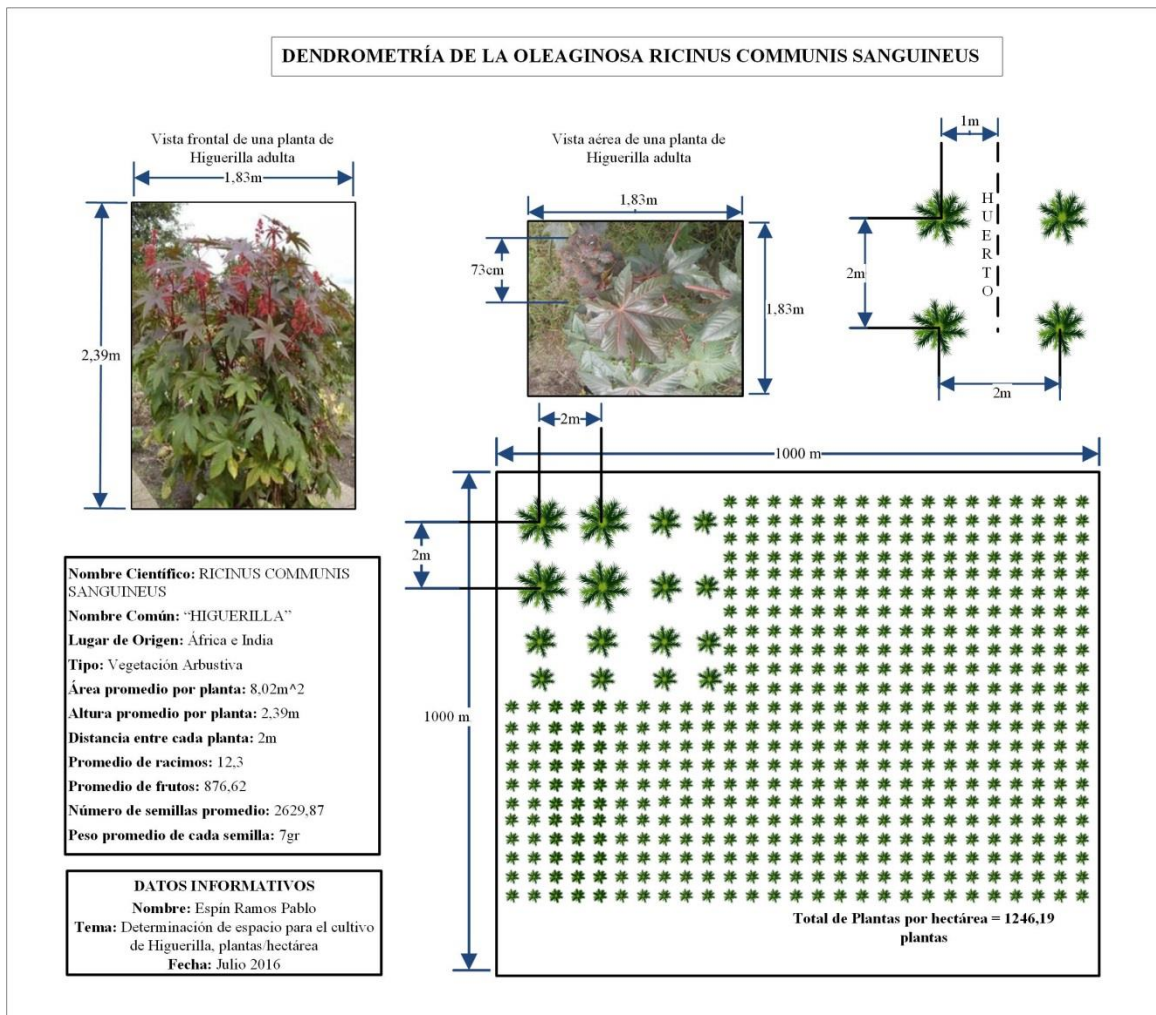 DENDROMETRÍA DE LA OLEAGINOSA RICINUS COMMUNIS SANGUINEUS
Vista frontal de una planta de
Higuerilla adulta
1,83m
2,39m
Vista aérea de una planta de
Higuerilla adulta
1,83m
73cm
1,83m
1m
HUERTO
2m
2m
2m
1000 m
2m
1000 m
Nombre Científico: RICINUS COMMUNIS
SANGUINEUS
Nombre Común: “HIGUERILLA”
Lugar de Origen: África e India
Tipo: Vegetación Arbustiva
Área promedio por planta: 8,02m^2
Altura promedio por planta: 2,39m
Distancia entre cada planta: 2m
Promedio de racimos: 12,3
Promedio de frutos: 876,62
Número de semillas promedio: 2629,87
Peso promedio de cada semilla: 7gr
DATOS INFORMATIVOS
Nombre: Espín Ramos Pablo
Tema: Determinación de espacio para el cultivo
de Higuerilla, plantas/hectárea
Fecha: Julio 2016
Total de Plantas por hectárea = 1246,19
plantas